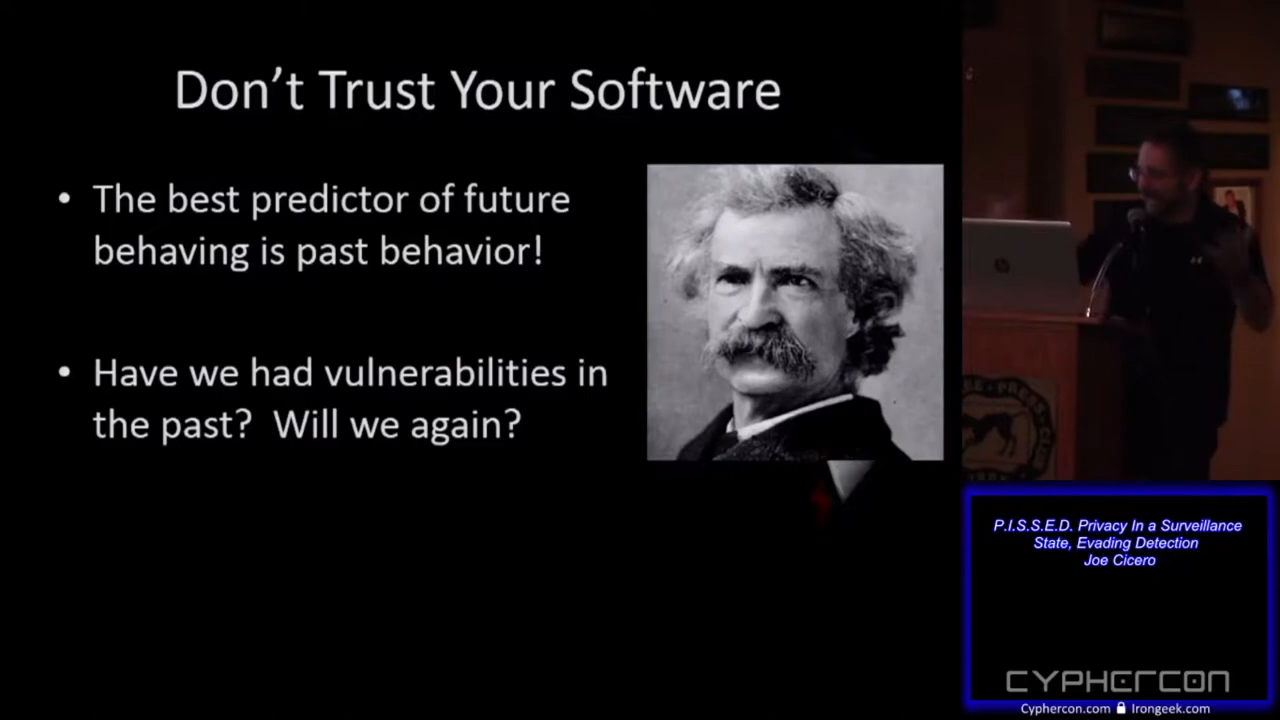 Don't Trust Your Software
• The best predictor of future
behaving is past behavior!
• Have we had vulnerabilities in
the past?  Will we again?
P.I.S.S.E.D. Privacy In a Surveillance
State, Evading Detection
Joe Cicero
CYPHERCON
Cyphercon.com Irongeek.com